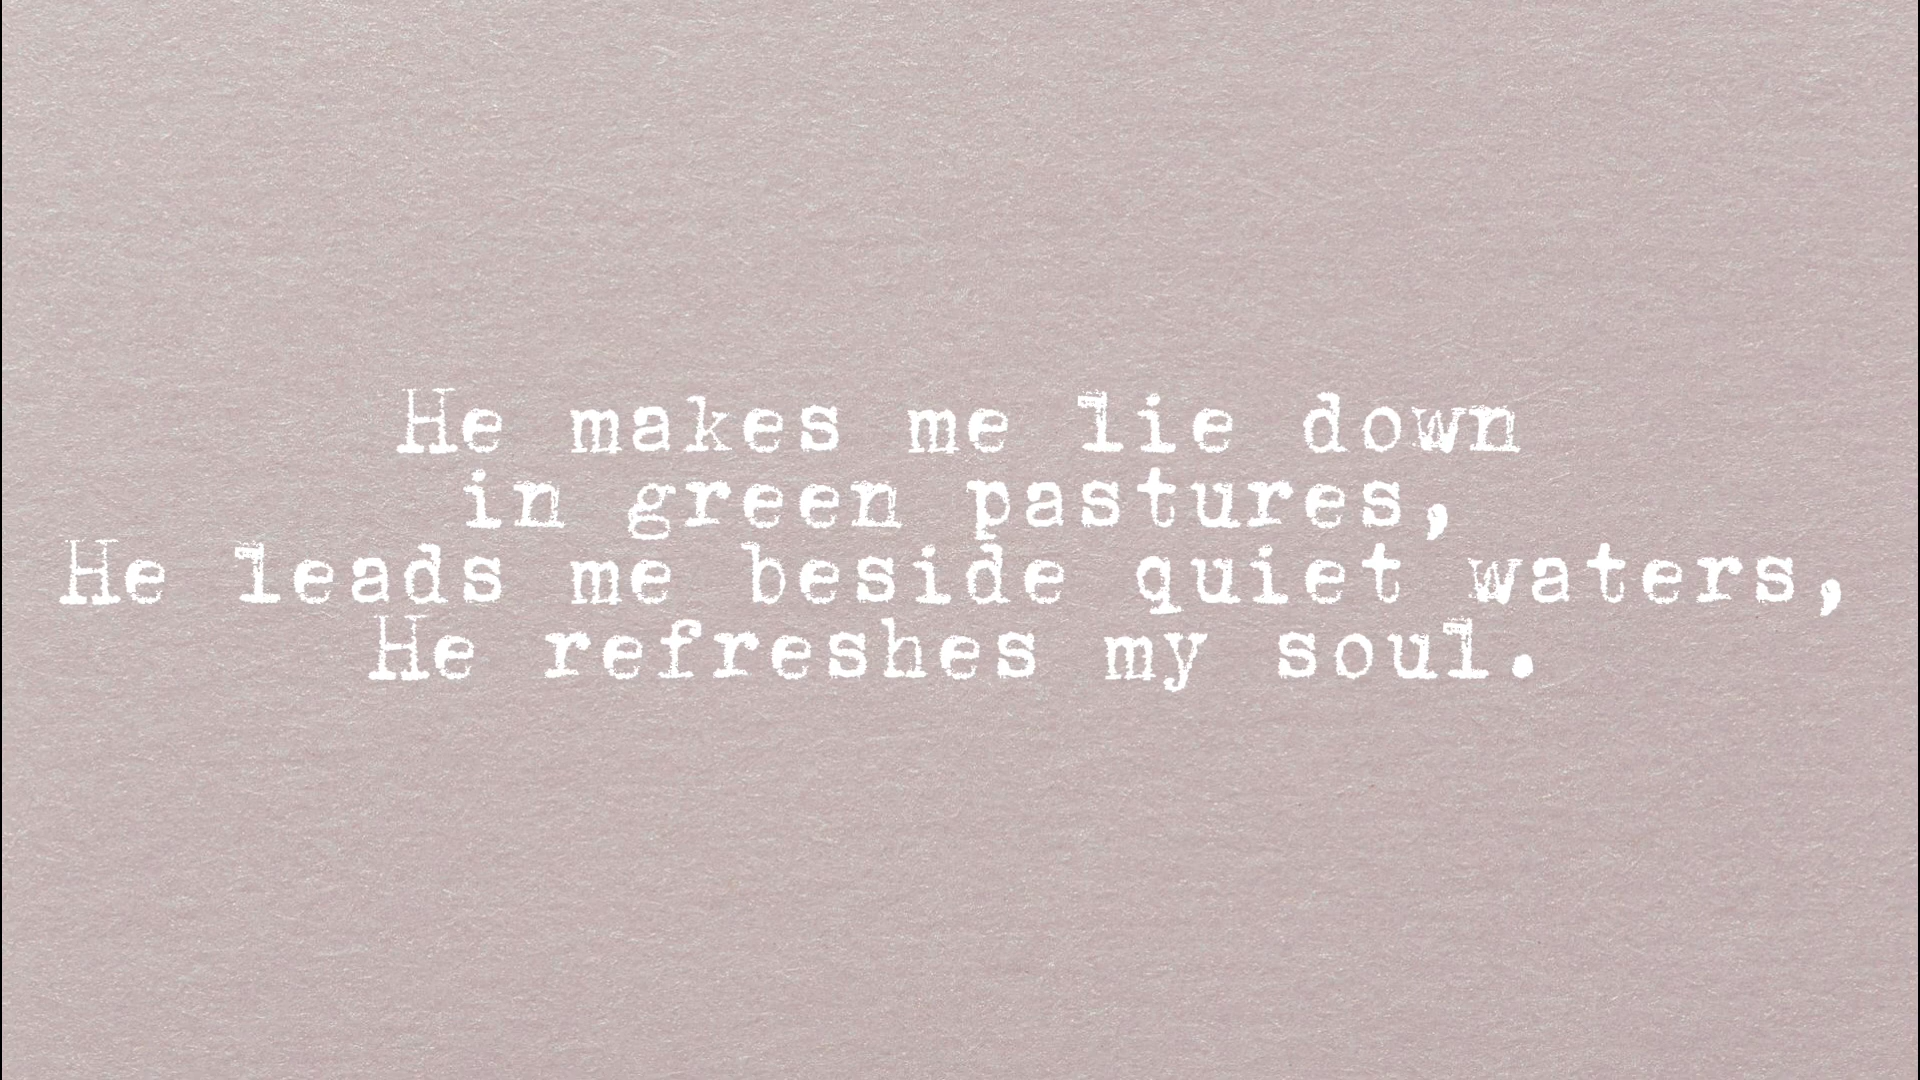 He makes me lie down
in green pastures,
He leads me beside quiet waters,
He refreshes my soul.